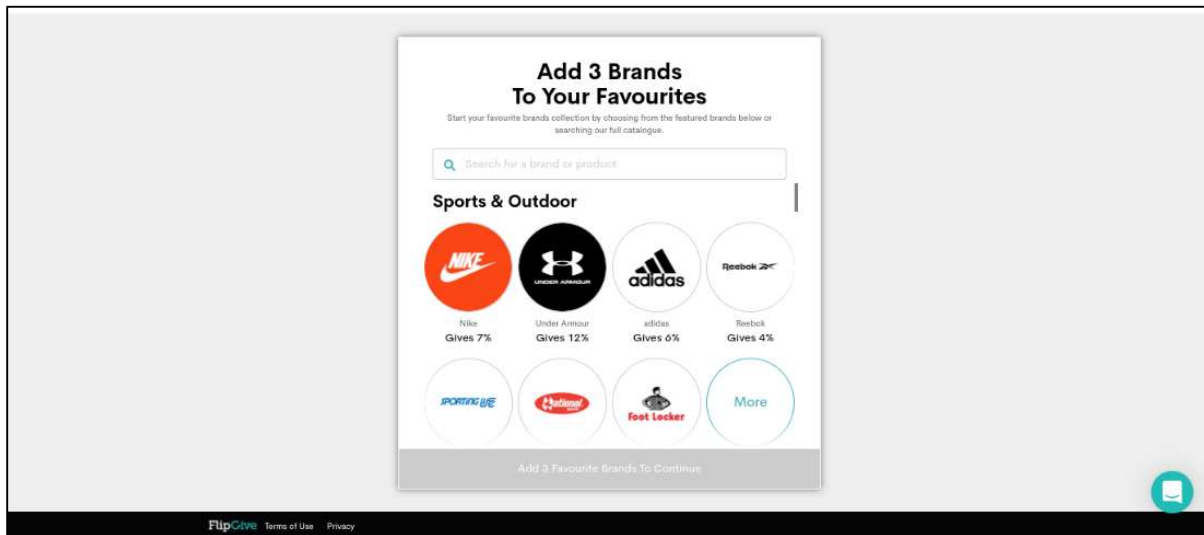 Add 3 Brands
To Your Favourites
Start your favourite brands collection by choosing from the featured brands below or
searching our full catalogue.
Search for a brand or product
Sports & Outdoor
NIKE
UNDER ARMOUR
adidas
Reebok
Nike
Under Armour
adidas
Reebok
Gives 7%
Gives 12%
Gives 6%
Gives 4%
SPORTING LIFE
National
Foot Locker
More
Add 3 Favourite Brands To Continue
FlipGive Terms of Use Privacy